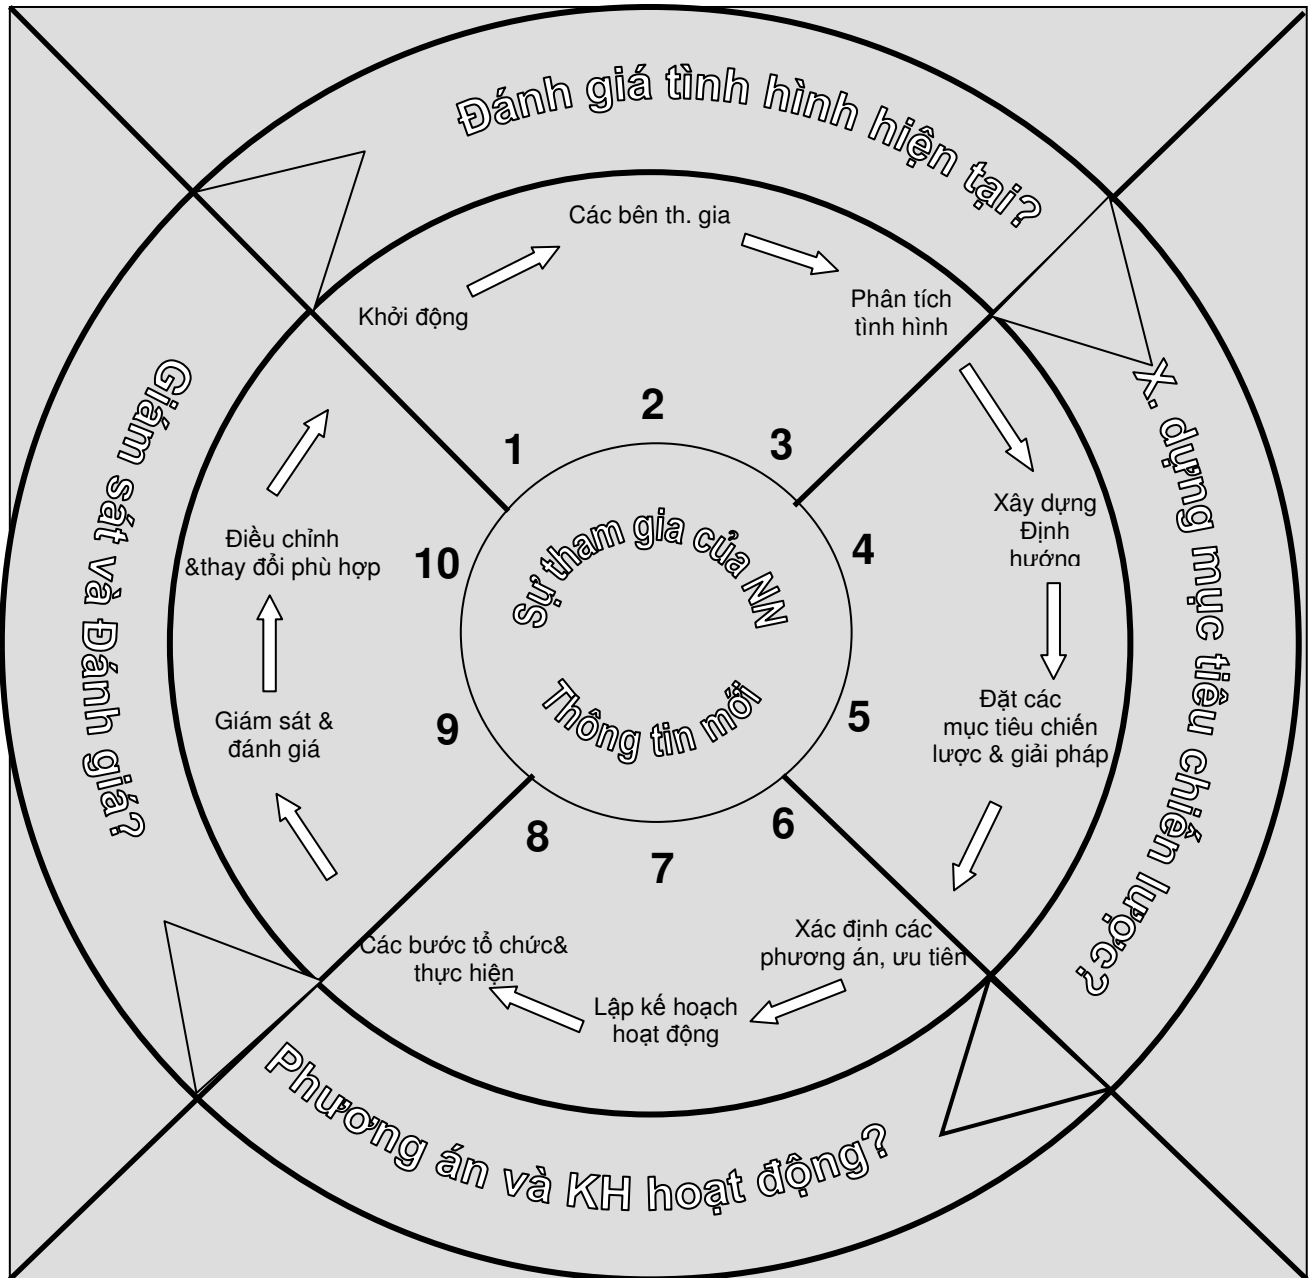 Đánh giá tình hình hiện tại?
Các bên th. gia
Khởi động
Phân tích
tình hình
1
2
3
X. dựng mục tiêu chiến lược?
Xây dựng
Định
hướng
4
Đặt các
mục tiêu chiến
lược & giải pháp
5
Phương án và KH hoạt động?
Xác định các
phương án, ưu tiên
6
Lập kế hoạch
hoạt động
7
Các bước tổ chức&
thực hiện
8
Giám sát và Đánh giá?
Giám sát &
đánh giá
9
Điều chỉnh
&thay đổi phù hợp
10
Sự tham gia của NN
Thông tin mới